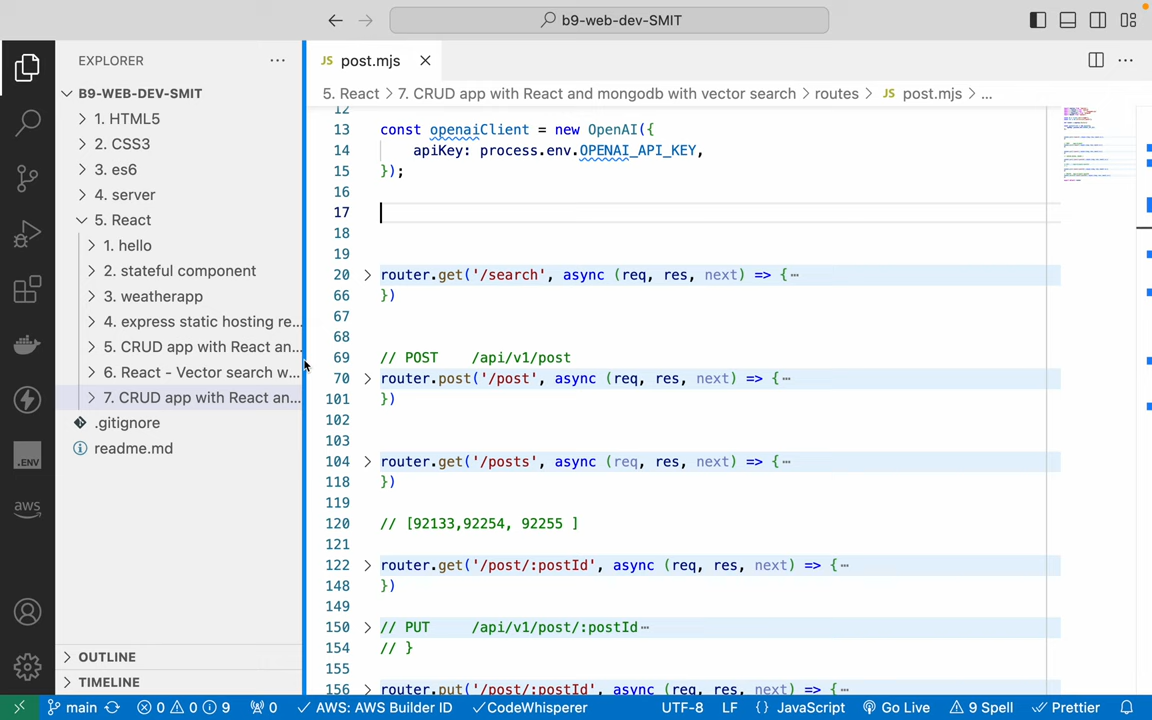 b9-web-dev-SMIT
EXPLORER
B9-WEB-DEV-SMIT
1. HTML5
2. CSS3
3. es6
4. server
5. React
1. hello
2. stateful component
3. weatherapp
4. express static hosting re...
5. CRUD app with React an...
6. React - Vector search w...
7. CRUD app with React an...
.gitignore
readme.md
OUTLINE
TIMELINE
.ENV
aws
JS post.mjs
5. React > 7. CRUD app with React and mongodb with vector search > routes > JS post.mjs > ...
12
13 const openaiClient = new OpenAI({
14 apiKey: process.env.OPENAI_API_KEY,
15 });
16
17
18
19
20 router.get('/search', async (req, res, next) => {⋯
66 })
67
68
69 // POST    /api/v1/post
70 router.post('/post', async (req, res, next) => {⋯
101 })
102
103
104 router.get('/posts', async (req, res, next) => {⋯
118 })
119
120 // [92133,92254, 92255 ]
121
122 router.get('/post/:postId', async (req, res, next) => {⋯
148 })
149
150 // PUT     /api/v1/post/:postId⋯
154 // }
155
156 router.put('/post/:postId', async (req, res, next) => {⋯
main 0 0 9 0 AWS: AWS Builder ID CodeWhisperer UTF-8 LF {} JavaScript Go Live 9 Spell Prettier